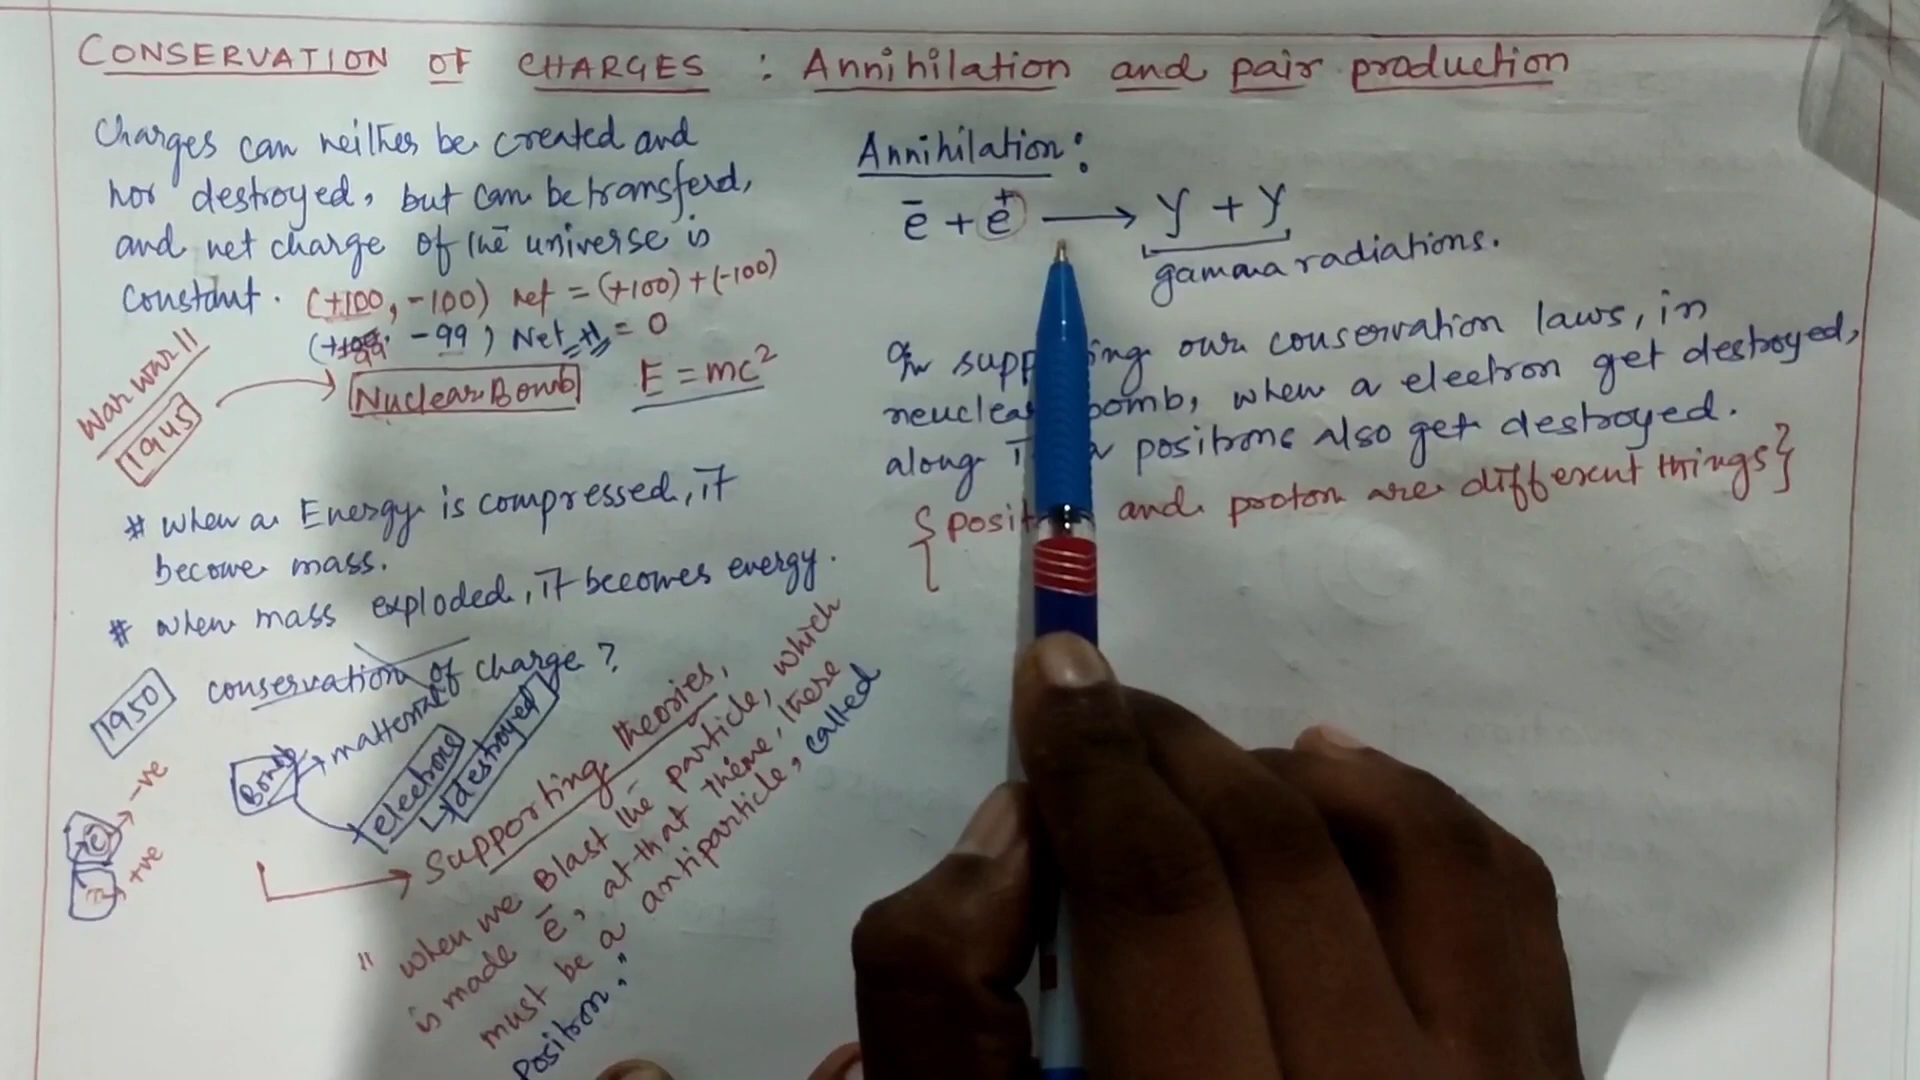 CONSERVATION OF CHARGES : Annihilation and pair production
Charges can neither be created and
nor destroyed, but can be transferd,
and net charge of the universe is
constant. (+100, -100) net = (+100) + (-100)
-99) Net = 0
War war II
1945
Nuclear Bomb
E = mc²
# when a Energy is compressed, it
become mass.
# when mass exploded, it becomes energy.
1950
conservation of charge?
Bomb
matterial
electrons
destroyed
-ve
e
+ve
Supporting theories,
" when we Blast the particle, which
is made e⁻, at that theme, there
must be a antiparticle, called
Positron."
Annihilation:
e⁻ + e⁺ → γ + γ
gamma radiations.
our conservation laws, in
bomb, when a electron get destroyed,
along positrons also get destroyed.
{ and proton are different things}